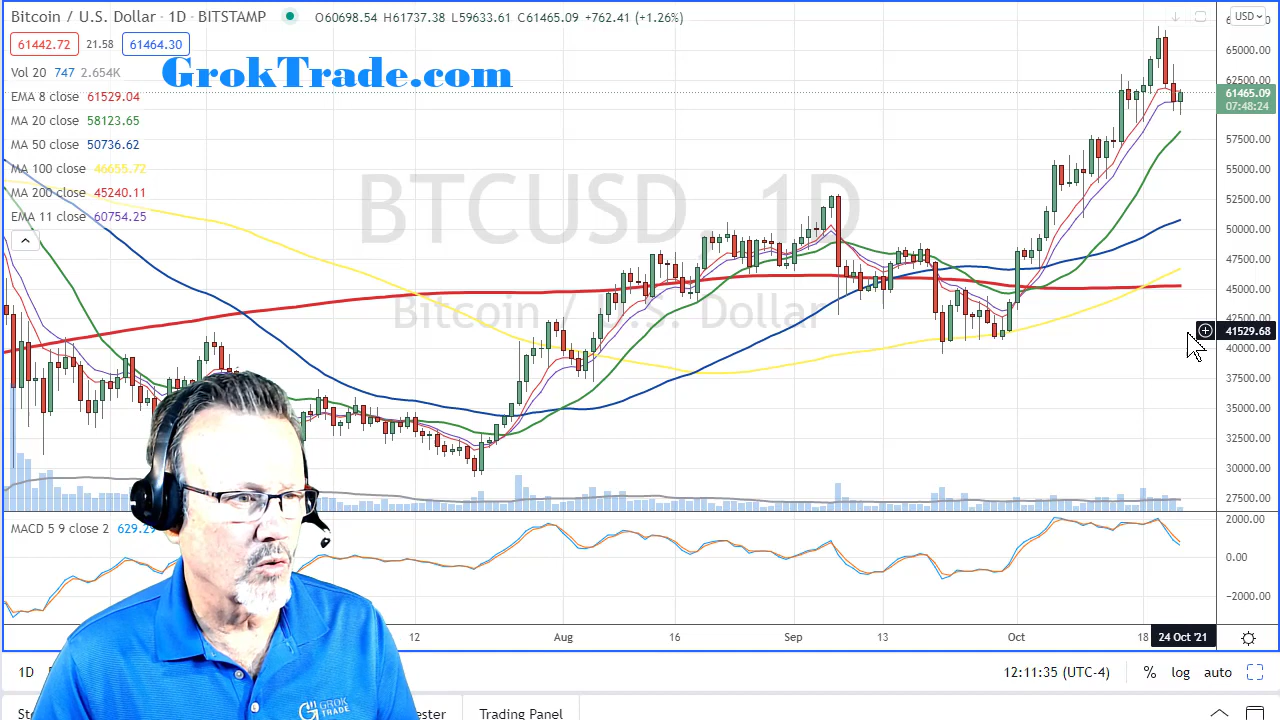 Bitcoin / U.S. Dollar · 1D · BITSTAMP O60698.54 H61737.38 L59633.61 C61465.09 +762.41 (+1.26%)
USD
61442.72 21.58 61464.30
GrokTrade.com
Vol 20 747 2.654K
EMA 8 close 61529.04
MA 20 close 58123.65
MA 50 close 50736.62
MA 100 close 46655.72
MA 200 close 45240.11
EMA 11 close 60754.25
BTCUSD, 1D
Bitcoin / U.S. Dollar
65000.00
62500.00
61465.09
07:48:24
57500.00
55000.00
52500.00
50000.00
47500.00
45000.00
42500.00
41529.68
40000.00
37500.00
35000.00
32500.00
30000.00
27500.00
MACD 5 9 close 2 629.29
2000.00
0.00
−2000.00
12 Aug 16 Sep 13 Oct 18 24 Oct '21
1D
12:11:35 (UTC-4) % log auto
GROK
TRADE
Trading Panel